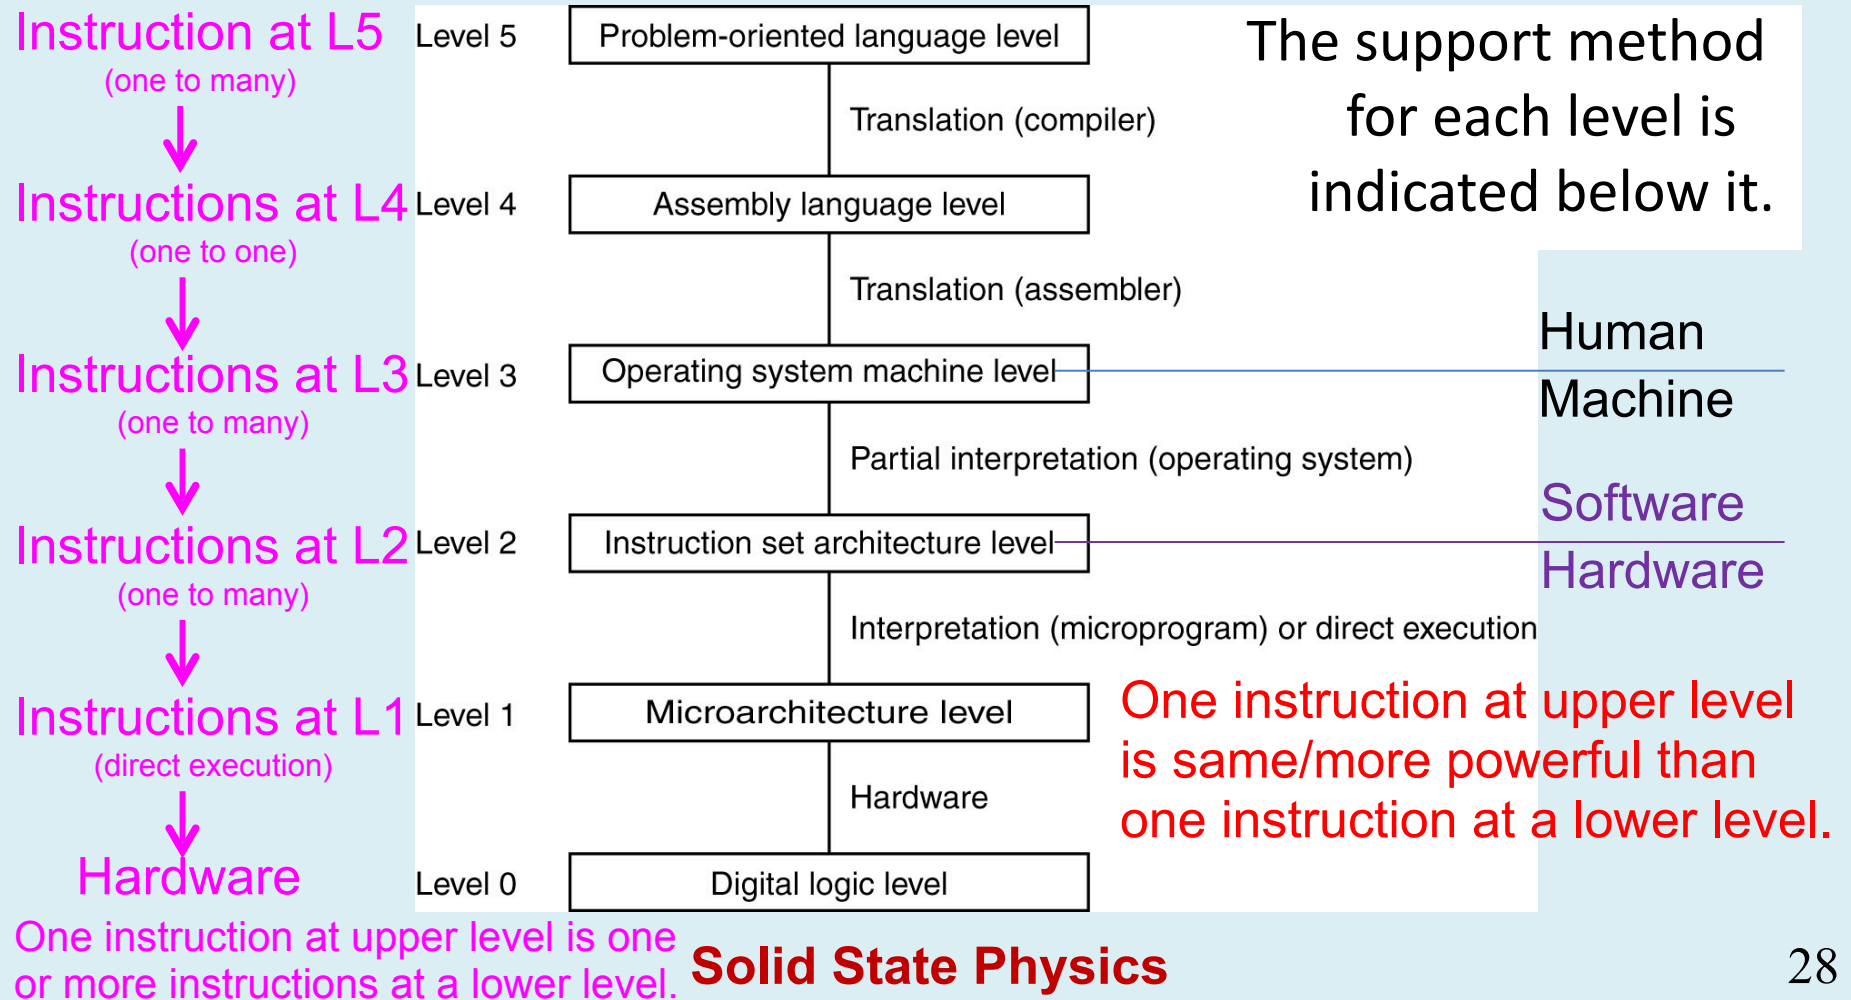 Instruction at L5
(one to many)
Instructions at L4
(one to one)
Instructions at L3
(one to many)
Instructions at L2
(one to many)
Instructions at L1
(direct execution)
Hardware
One instruction at upper level is one
or more instructions at a lower level.
Level 5
Problem-oriented language level
Translation (compiler)
Level 4
Assembly language level
Translation (assembler)
Level 3
Operating system machine level
Partial interpretation (operating system)
Level 2
Instruction set architecture level
Interpretation (microprogram) or direct execution
Level 1
Microarchitecture level
Hardware
Level 0
Digital logic level
Solid State Physics
The support method
for each level is
indicated below it.
Human
Machine
Software
Hardware
One instruction at upper level
is same/more powerful than
one instruction at a lower level.
28